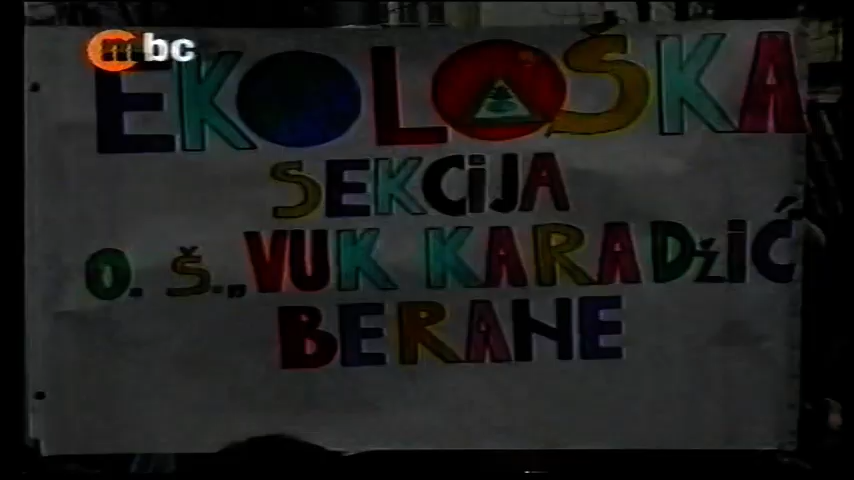 mbc
EKOLOŠKA
SEKCIJA
O. Š. „VUK KARADŽIĆ
BERANE